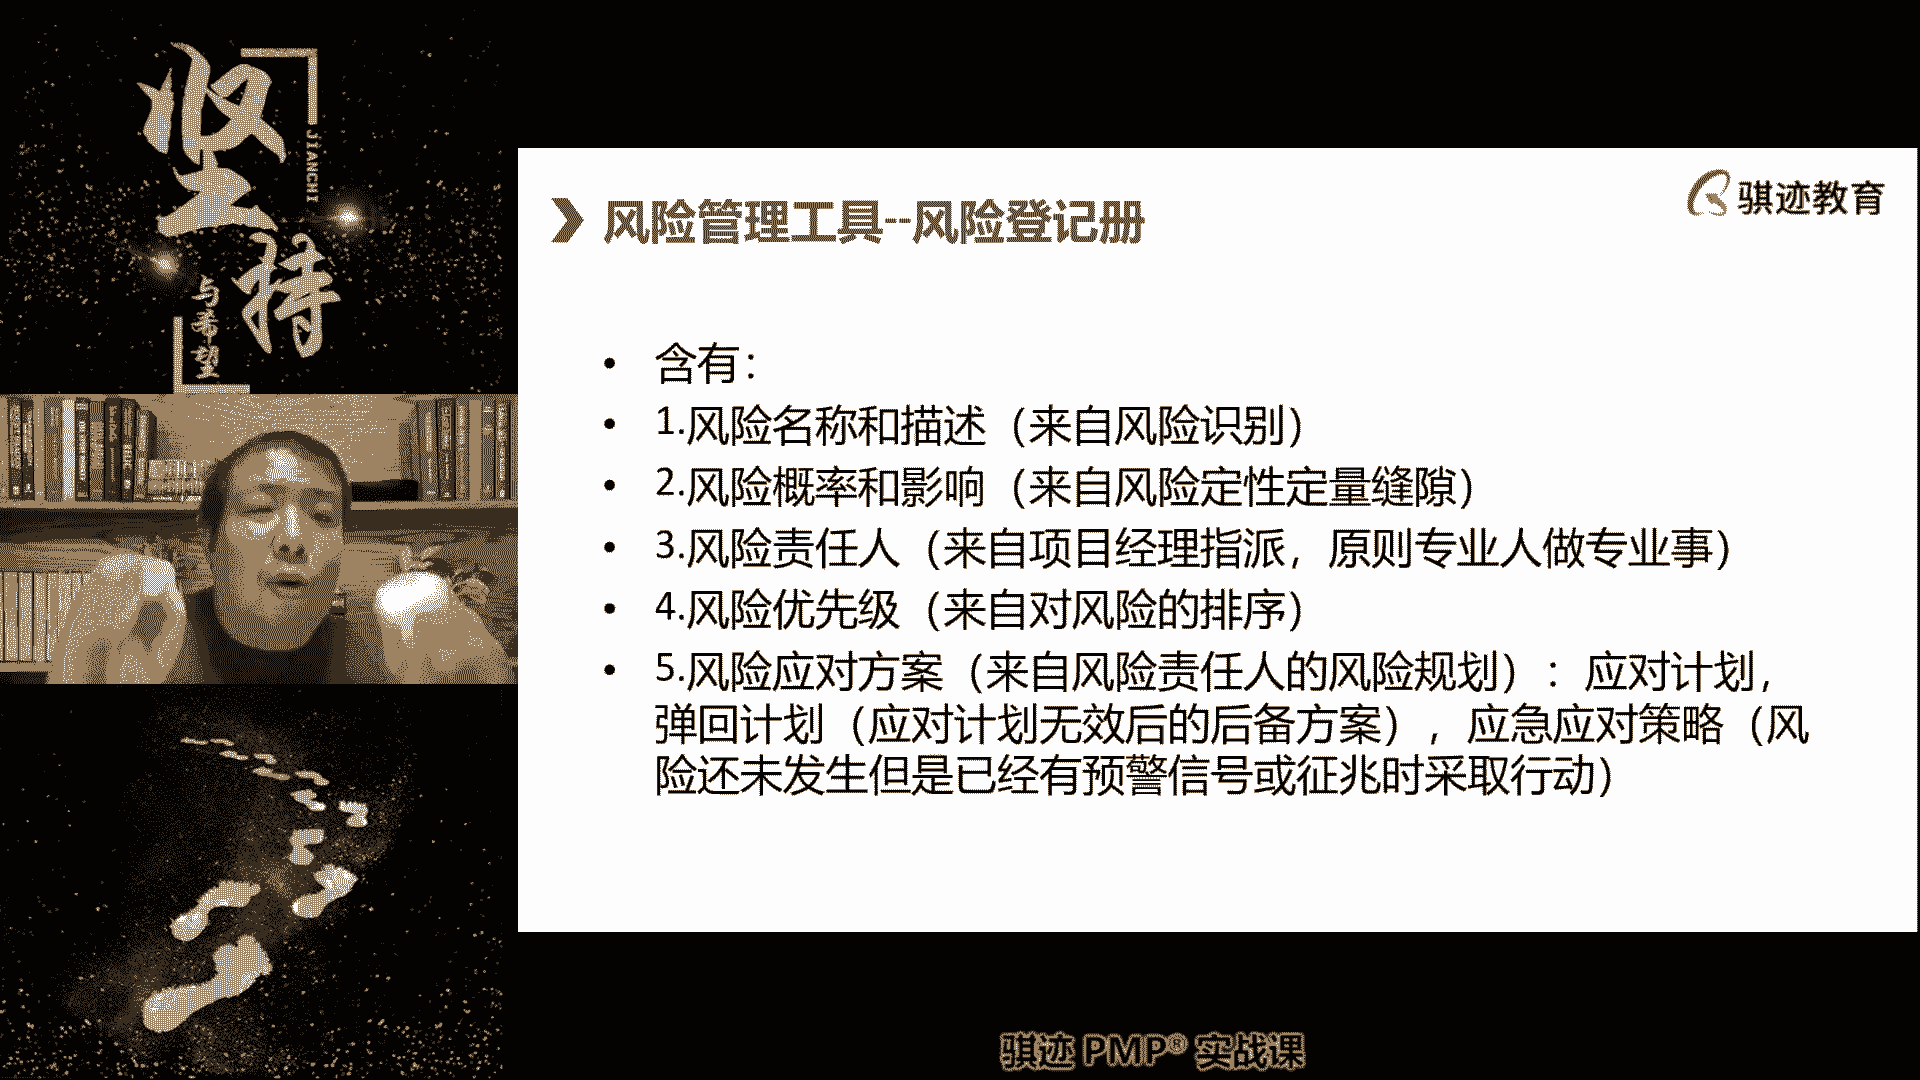 坚持
JIANCHI
与希望
风险管理工具--风险登记册
骐迹教育
• 含有：
• 1.风险名称和描述（来自风险识别）
• 2.风险概率和影响（来自风险定性定量缝隙）
• 3.风险责任人（来自项目经理指派，原则专业人做专业事）
• 4.风险优先级（来自对风险的排序）
• 5.风险应对方案（来自风险责任人的风险规划）：应对计划，
弹回计划（应对计划无效后的后备方案），应急应对策略（风
险还未发生但是已经有预警信号或征兆时采取行动）
骐迹 PMP® 实战课